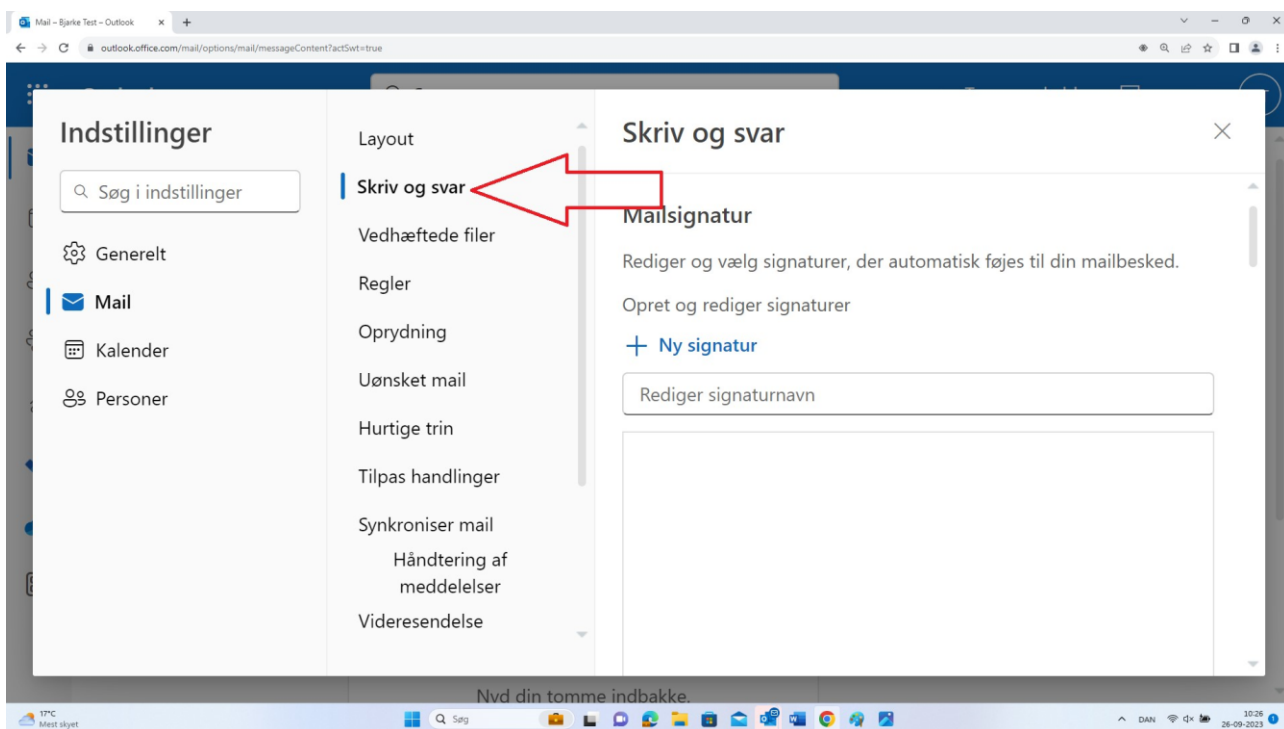 Mail – Bjarke Test – Outlook
outlook.office.com/mail/options/mail/messageContent?actSwt=true
Indstillinger
Søg i indstillinger
Generelt
Mail
Kalender
Personer
Layout
Skriv og svar
Vedhæftede filer
Regler
Oprydning
Uønsket mail
Hurtige trin
Tilpas handlinger
Synkroniser mail
Håndtering af
meddelelser
Videresendelse
Skriv og svar
Mailsignatur
Rediger og vælg signaturer, der automatisk føjes til din mailbesked.
Opret og rediger signaturer
Ny signatur
Rediger signaturnavn
Nyd din tomme indbakke.
17°C
Mest skyet
Søg
DAN
10:26
26-09-2023